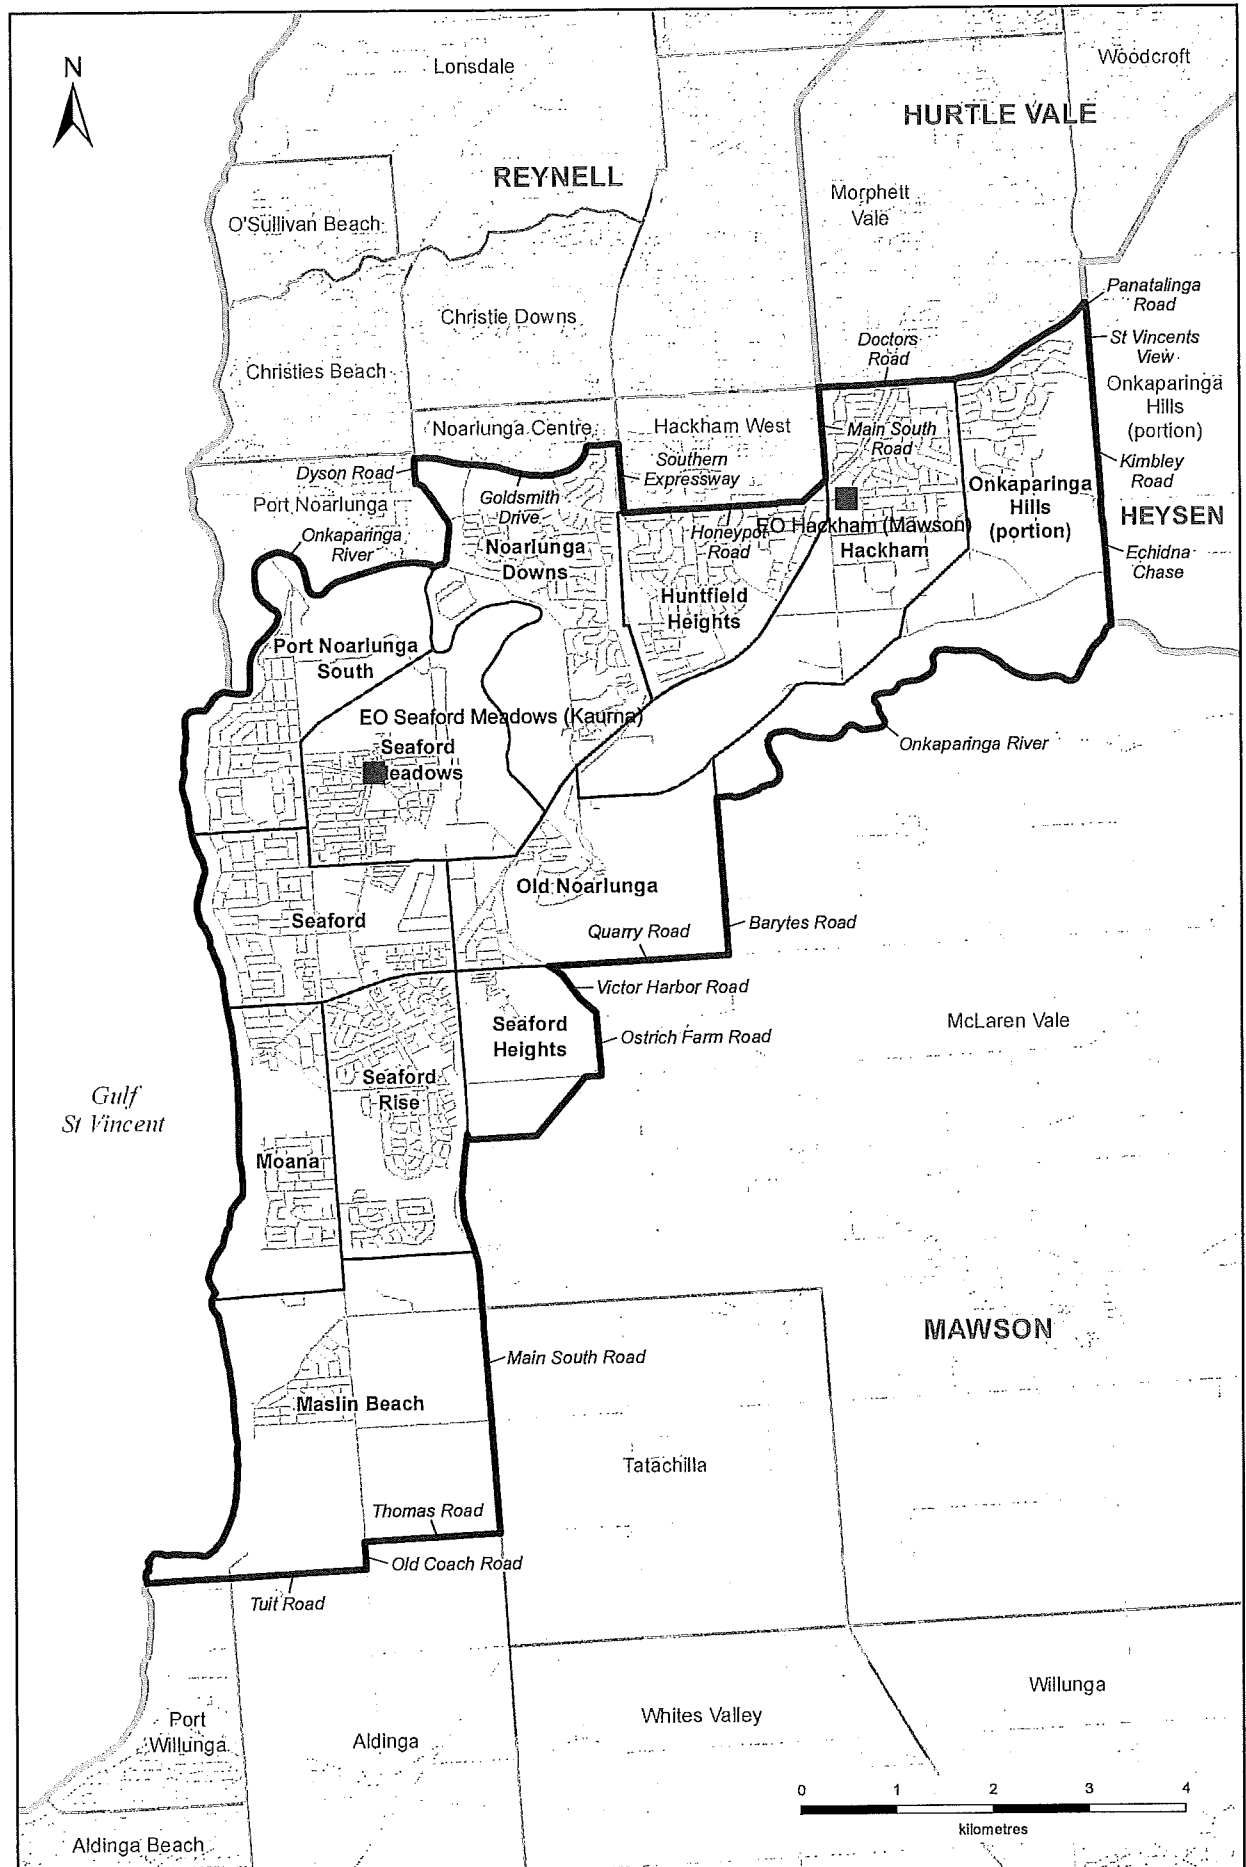 N
Lonsdale
Woodcroft
HURTLE VALE
REYNELL
Morphett
Vale
O'Sullivan Beach
Christie Downs
Panatalinga
Road
St Vincents
View
Doctors
Road
Christies Beach
Onkaparinga
Hills
(portion)
Noarlunga Centre
Hackham West
Main South
Road
Dyson Road
Southern
Expressway
Kimbley
Road
Port Noarlunga
Goldsmith
Drive
Onkaparinga
Hills
(portion)
HEYSEN
Onkaparinga
River
Honeypot
Road
EO Hackham (Mawson)
Hackham
Noarlunga
Downs
Echidna
Chase
Huntfield
Heights
Port Noarlunga
South
EO Seaford Meadows (Kaurna)
Seaford
Meadows
Onkaparinga River
Old Noarlunga
Seaford
Quarry Road
Barytes Road
Victor Harbor Road
Seaford
Heights
Ostrich Farm Road
McLaren Vale
Gulf
St Vincent
Seaford
Rise
Moana
MAWSON
Main South Road
Maslin Beach
Tatachilla
Thomas Road
Old Coach Road
Tuit Road
Willunga
Port
Willunga
Aldinga
Whites Valley
0 1 2 3 4
kilometres
Aldinga Beach